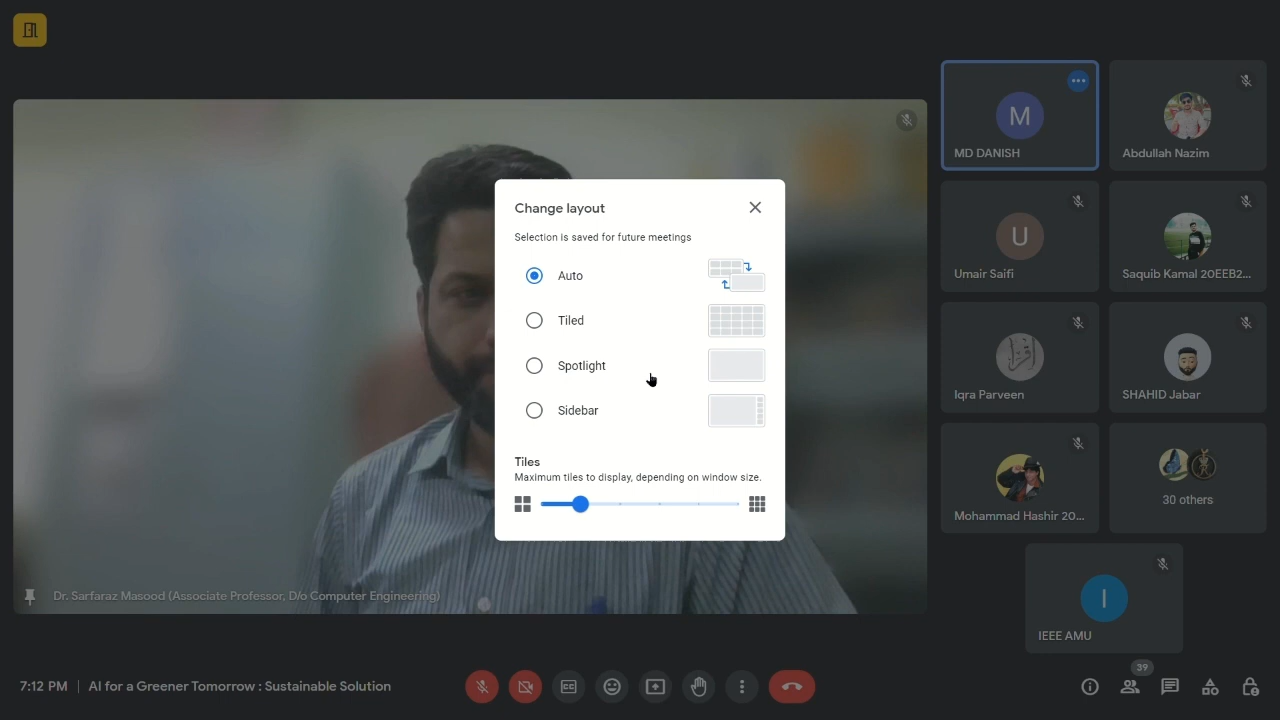 M
MD DANISH
Abdullah Nazim
U
Umair Saifi
Saquib Kamal 20EEB2...
Iqra Parveen
SHAHID Jabar
Mohammad Hashir 20...
30 others
I
IEEE AMU
Change layout
Selection is saved for future meetings
Auto
Tiled
Spotlight
Sidebar
Tiles
Maximum tiles to display, depending on window size.
Dr. Sarfaraz Masood (Associate Professor, D/o Computer Engineering)
7:12 PM | AI for a Greener Tomorrow : Sustainable Solution
CC
39